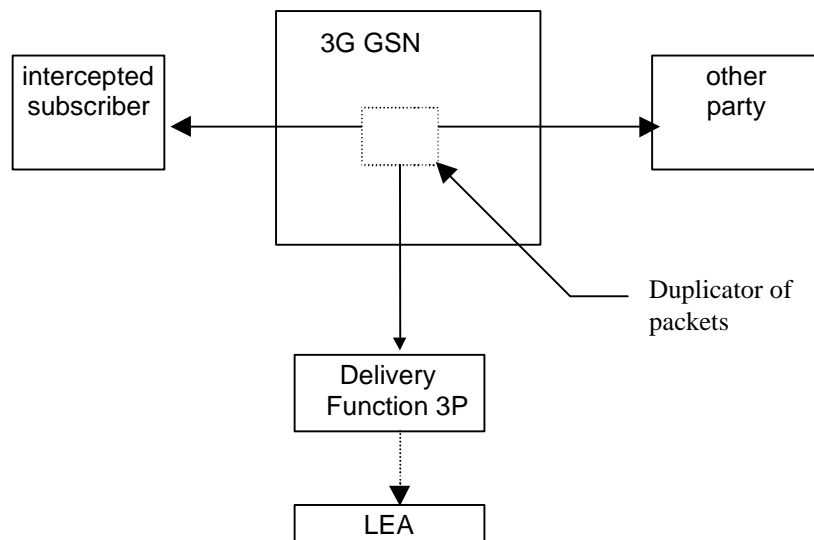 3G GSN
intercepted
subscriber
other
party
Duplicator of
packets
Delivery
Function 3P
LEA